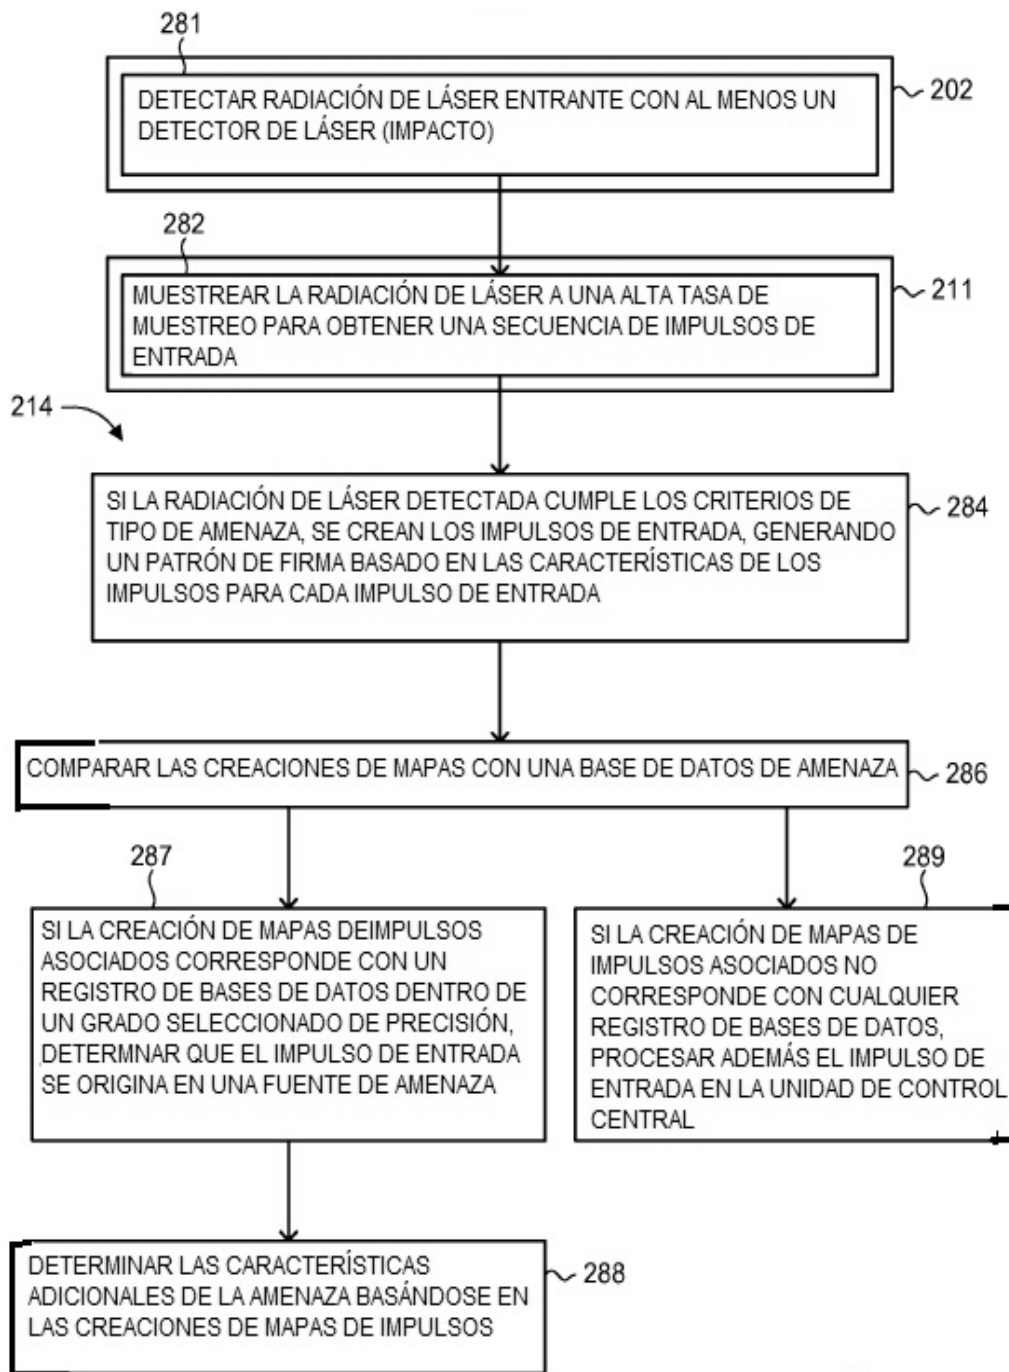 281
202
DETECTAR RADIACIÓN DE LÁSER ENTRANTE CON AL MENOS UN
DETECTOR DE LÁSER (IMPACTO)
282
211
MUESTREAR LA RADIACIÓN DE LÁSER A UNA ALTA TASA DE
MUESTREO PARA OBTENER UNA SECUENCIA DE IMPULSOS DE
ENTRADA
214
SI LA RADIACIÓN DE LÁSER DETECTADA CUMPLE LOS CRITERIOS DE
TIPO DE AMENAZA, SE CREAN LOS IMPULSOS DE ENTRADA, GENERANDO
UN PATRÓN DE FIRMA BASADO EN LAS CARACTERÍSTICAS DE LOS
IMPULSOS PARA CADA IMPULSO DE ENTRADA
284
COMPARAR LAS CREACIONES DE MAPAS CON UNA BASE DE DATOS DE AMENAZA
286
287
SI LA CREACIÓN DE MAPAS DEIMPULSOS
ASOCIADOS CORRESPONDE CON UN
REGISTRO DE BASES DE DATOS DENTRO DE
UN GRADO SELECCIONADO DE PRECISIÓN,
DETERMNAR QUE EL IMPULSO DE ENTRADA
SE ORIGINA EN UNA FUENTE DE AMENAZA
289
SI LA CREACIÓN DE MAPAS DE
IMPULSOS ASOCIADOS NO
CORRESPONDE CON CUALQUIER
REGISTRO DE BASES DE DATOS,
PROCESAR ADEMÁS EL IMPULSO DE
ENTRADA EN LA UNIDAD DE CONTROL
CENTRAL
DETERMINAR LAS CARACTERÍSTICAS
ADICIONALES DE LA AMENAZA BASÁNDOSE EN
LAS CREACIONES DE MAPAS DE IMPULSOS
288